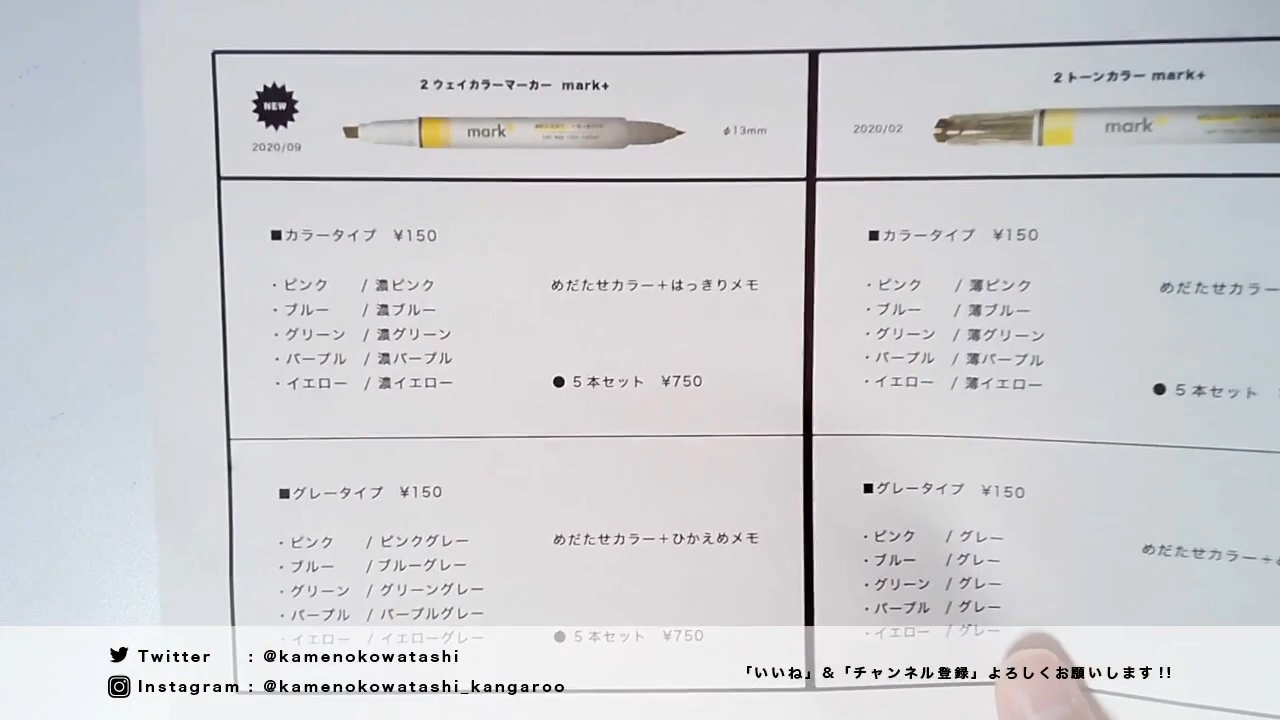 2ウェイカラーマーカー mark+
NEW
2020/09
mark+
φ13mm
■カラータイプ ¥150
・ピンク / 濃ピンク
・ブルー / 濃ブルー
・グリーン / 濃グリーン
・パープル / 濃パープル
・イエロー / 濃イエロー
めだたせカラー+はっきりメモ
● 5本セット ¥750
■グレータイプ ¥150
・ピンク / ピンクグレー
・ブルー / ブルーグレー
・グリーン / グリーングレー
・パープル / パープルグレー
・イエロー / イエローグレー
めだたせカラー+ひかえめメモ
● 5本セット ¥750
2トーンカラー mark+
2020/02
mark+
■カラータイプ ¥150
・ピンク / 薄ピンク
・ブルー / 薄ブルー
・グリーン / 薄グリーン
・パープル / 薄パープル
・イエロー / 薄イエロー
めだたせカラー
● 5本セット
■グレータイプ ¥150
・ピンク / グレー
・ブルー / グレー
・グリーン / グレー
・パープル / グレー
・イエロー / グレー
めだたせカラー+
Twitter : @kamenokowatashi
Instagram : @kamenokowatashi_kangaroo
「いいね」&「チャンネル登録」よろしくお願いします!!